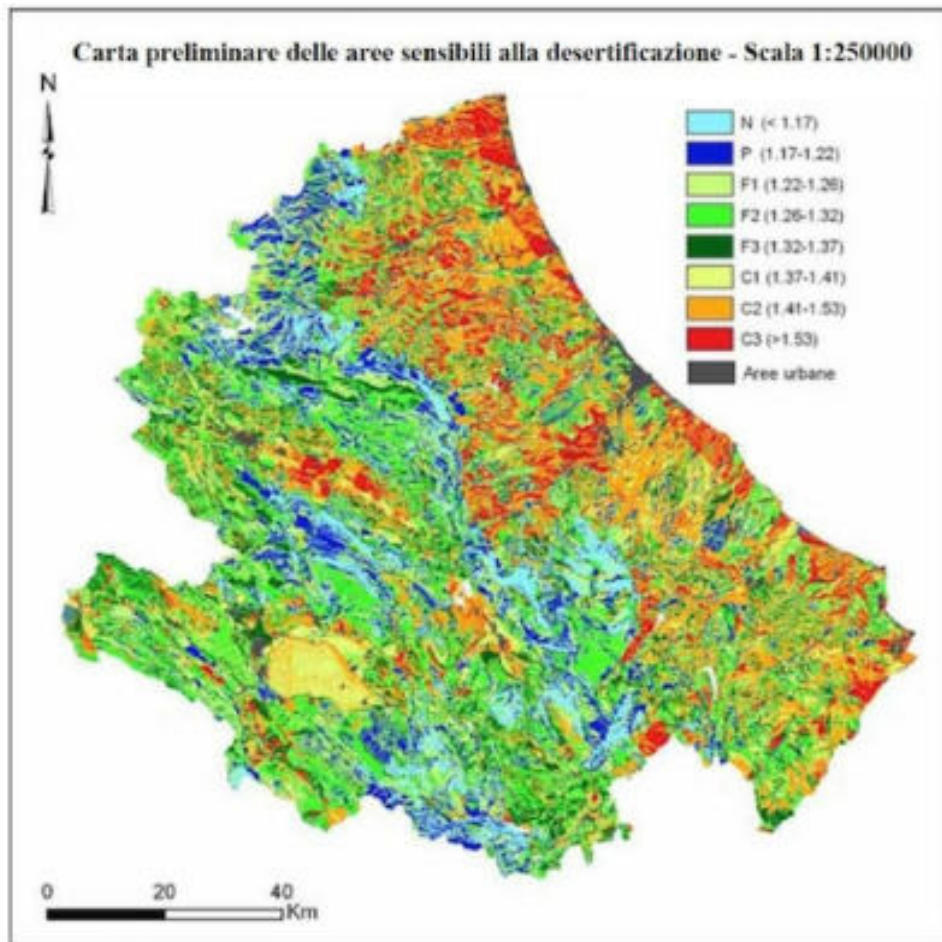 Carta preliminare delle aree sensibili alla desertificazione - Scala 1:250000
N
N (< 1.17)
P (1.17-1.22)
F1 (1.22-1.26)
F2 (1.26-1.32)
F3 (1.32-1.37)
C1 (1.37-1.41)
C2 (1.41-1.53)
C3 (>1.53)
Aree urbane
0 20 40
Km